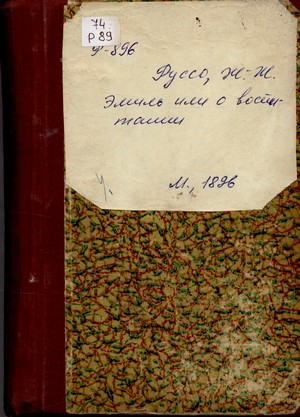 74
Р89
Ф-896
Руссо, Ж.-Ж.
Эмиль или о воспи-
тании
М., 1896